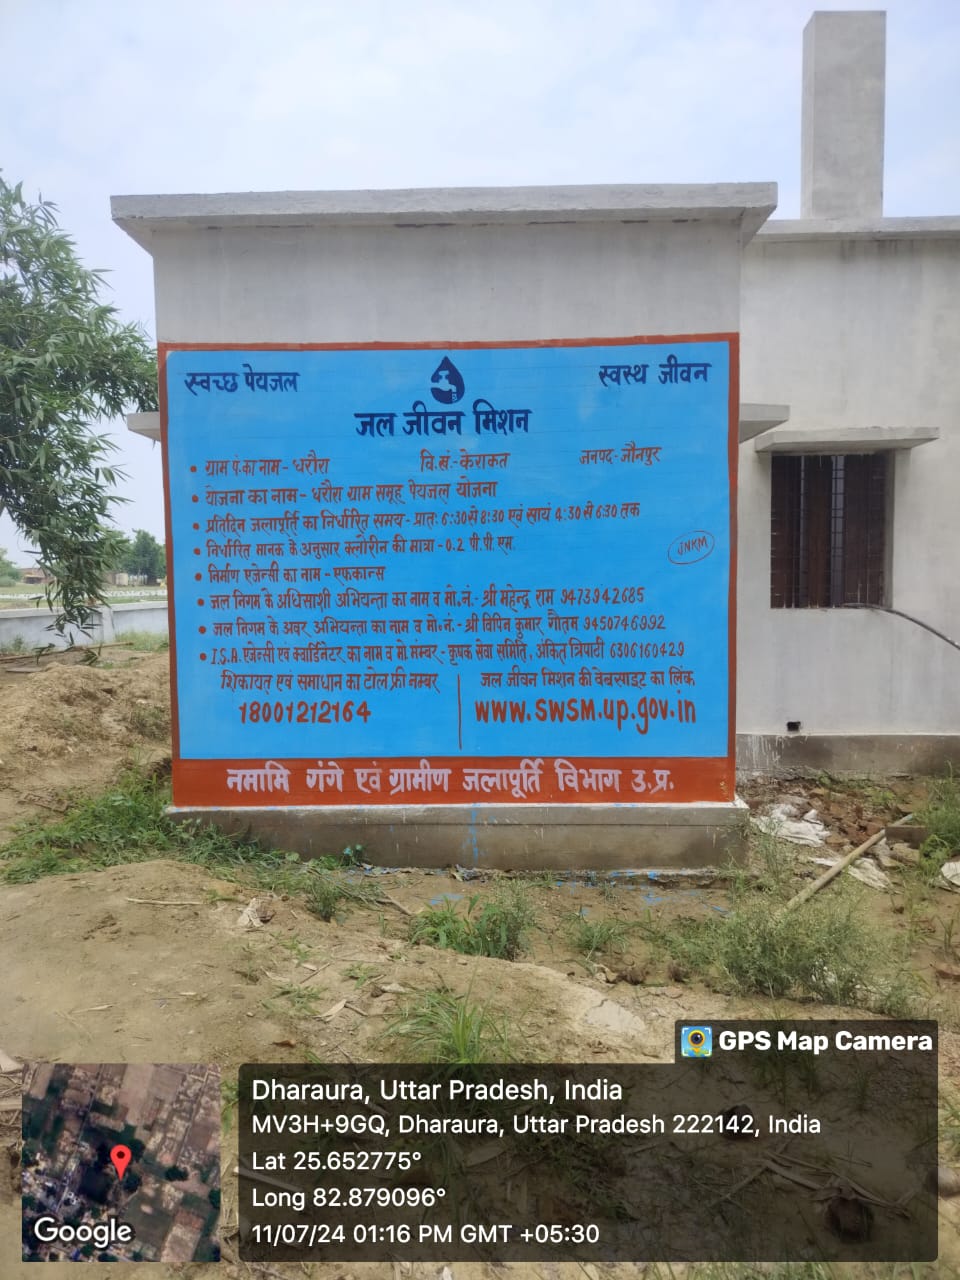 स्वच्छ पेयजल
स्वस्थ जीवन
जल जीवन मिशन
• ग्राम पं.का नाम - धरौरा वि.खं.-केराकत जनपद-जौनपुर
• योजना का नाम - धरौरा ग्राम समूह पेयजल योजना
• प्रतिदिन जलापूर्ति का निर्धारित समय - प्रातः 6:30 से 8:30 एवं सायं 4:30 से 6:30 तक
• निर्धारित मानक के अनुसार क्लोरीन की मात्रा - 0.2 पी.पी.एम.
JNKM
• निर्माण एजेन्सी का नाम - एफकान्स
• जल निगम के अधिसाशी अभियन्ता का नाम व मो.नं.- श्री महेन्द्र राम 9473942685
• जल निगम के अवर अभियन्ता का नाम व मो.नं.- श्री विपिन कुमार गौतम 9450746992
• I.S.A. एजेन्सी एवं क्वार्डिनेटर का नाम व मो नम्बर - कृषक सेवा समिति, अंकित त्रिपाठी 6306160429
शिकायत एवं समाधान का टोल फ्री नम्बर
18001212164
जल जीवन मिशन की वेबसाइट का लिंक
www.swsm.up.gov.in
नमामि गंगे एवं ग्रामीण जलापूर्ति विभाग उ.प्र.
GPS Map Camera
Dharaura, Uttar Pradesh, India
MV3H+9GQ, Dharaura, Uttar Pradesh 222142, India
Lat 25.652775°
Long 82.879096°
11/07/24 01:16 PM GMT +05:30
Google